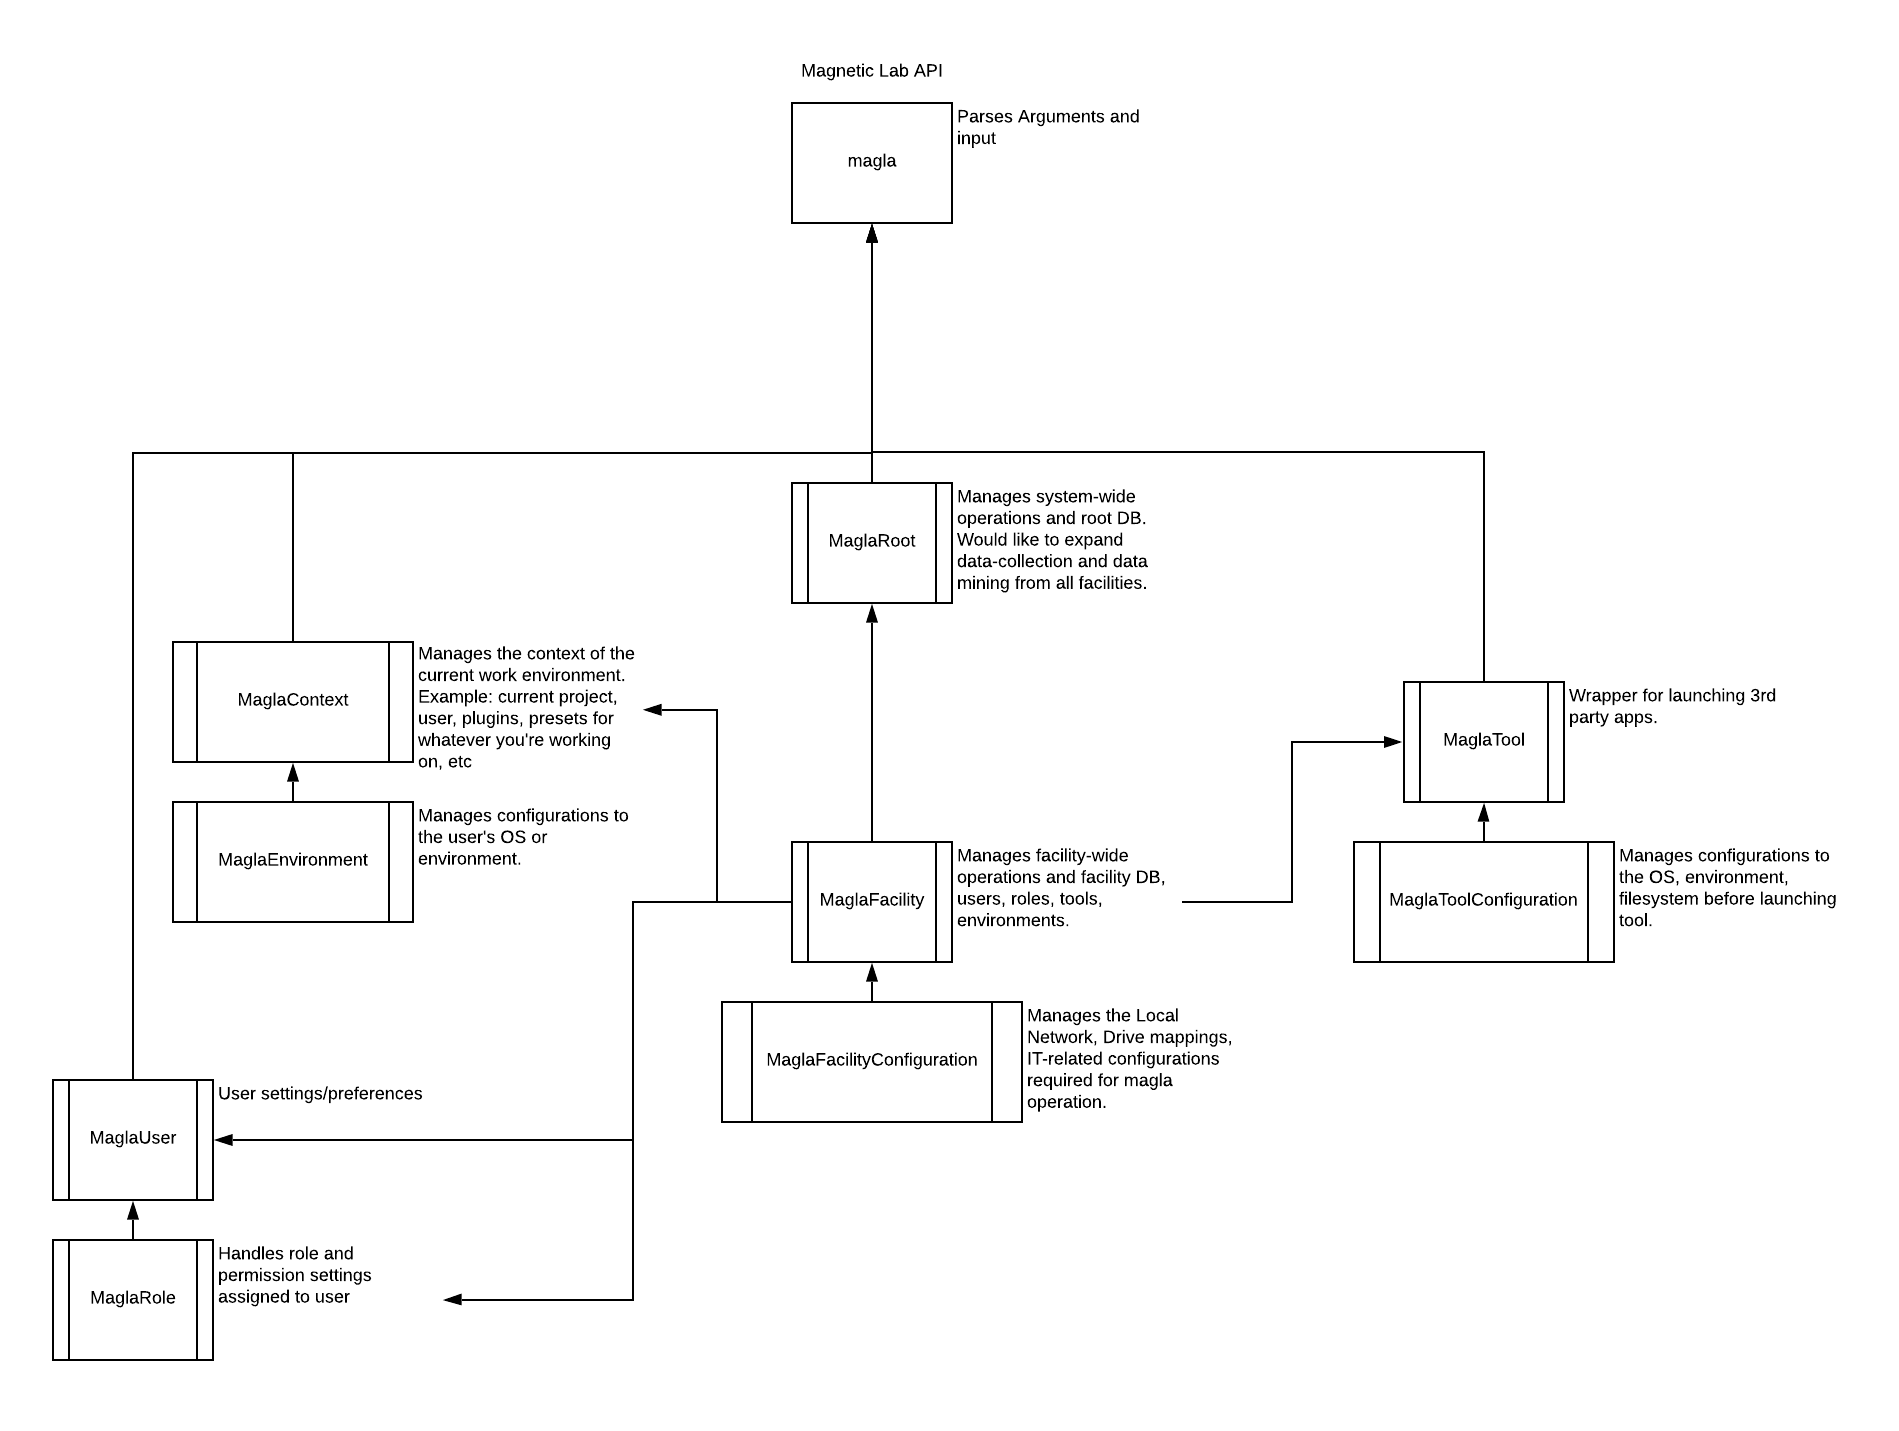 Magnetic Lab API
magla
Parses Arguments and
input
MaglaRoot
Manages system-wide
operations and root DB.
Would like to expand
data-collection and data
mining from all facilities.
MaglaContext
Manages the context of the
current work environment.
Example: current project,
user, plugins, presets for
whatever you're working
on, etc
MaglaTool
Wrapper for launching 3rd
party apps.
MaglaEnvironment
Manages configurations to
the user's OS or
environment.
MaglaFacility
Manages facility-wide
operations and facility DB,
users, roles, tools,
environments.
MaglaToolConfiguration
Manages configurations to
the OS, environment,
filesystem before launching
tool.
MaglaFacilityConfiguration
Manages the Local
Network, Drive mappings,
IT-related configurations
required for magla
operation.
MaglaUser
User settings/preferences
MaglaRole
Handles role and
permission settings
assigned to user